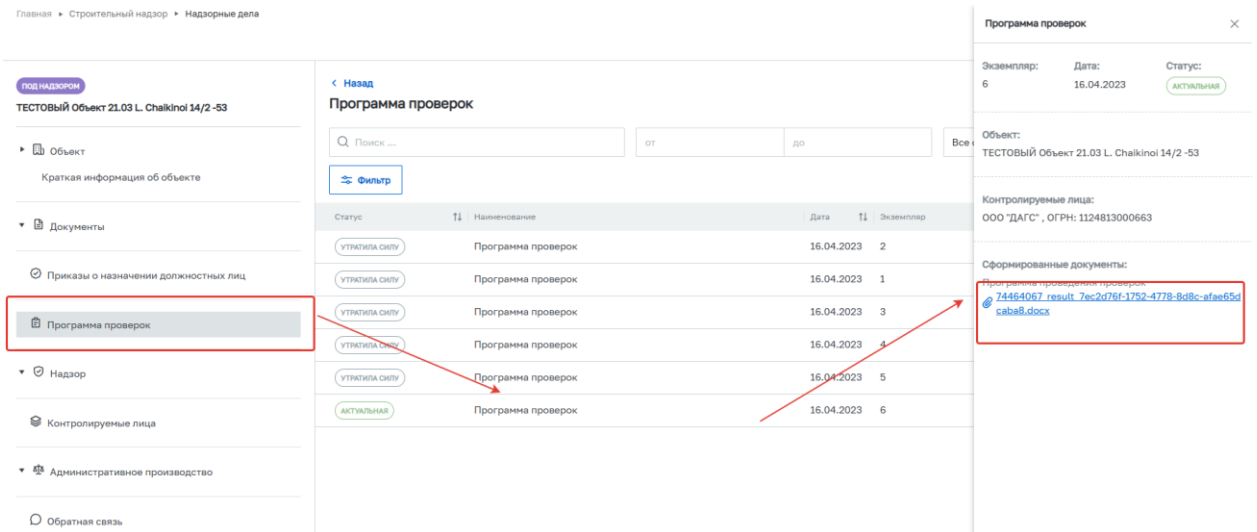 Главная ▸ Строительный надзор ▸ Надзорные дела
ПОД НАДЗОРОМ
ТЕСТОВЫЙ Объект 21.03 L. Chaikinoi 14/2 -53
Объект
Краткая информация об объекте
Документы
Приказы о назначении должностных лиц
Программа проверок
Надзор
Контролируемые лица
Административное производство
Обратная связь
Назад
Программа проверок
Поиск ...
от
до
Все
Фильтр
Статус Наименование Дата Экземпляр
УТРАТИЛА СИЛУ Программа проверок 16.04.2023 2
УТРАТИЛА СИЛУ Программа проверок 16.04.2023 1
УТРАТИЛА СИЛУ Программа проверок 16.04.2023 3
УТРАТИЛА СИЛУ Программа проверок 16.04.2023 4
УТРАТИЛА СИЛУ Программа проверок 16.04.2023 5
АКТУАЛЬНАЯ Программа проверок 16.04.2023 6
Программа проверок
Экземпляр: Дата: Статус:
6 16.04.2023 АКТУАЛЬНАЯ
Объект:
ТЕСТОВЫЙ Объект 21.03 L. Chaikinoi 14/2 -53
Контролируемые лица:
ООО "ДАГС" , ОГРН: 1124813000663
Сформированные документы:
Программа проведения проверок
74464067_result_7ec2d76f-1752-4778-8d8c-afae65d
caba8.docx